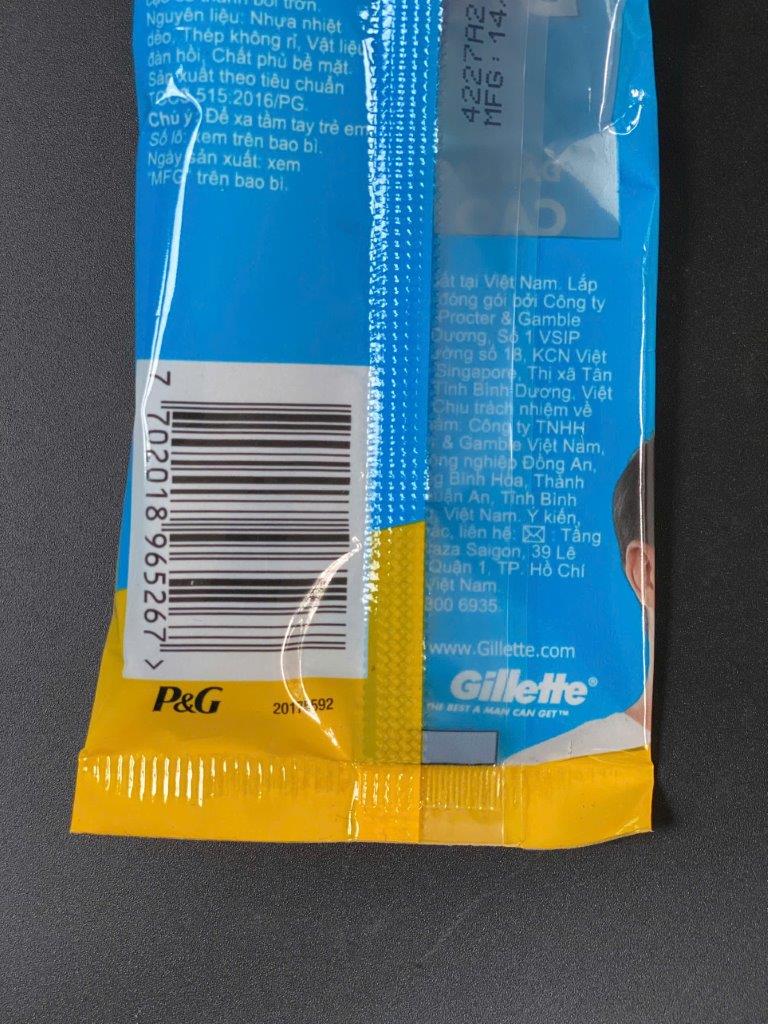 Nguyên liệu: Nhựa nhiệt
dẻo, Thép không rỉ, Vật liệu
đàn hồi, Chất phủ bề mặt.
Sản xuất theo tiêu chuẩn
515:2016/PG.
Chú ý: Để xa tầm tay trẻ em
Số lô: xem trên bao bì.
Ngày sản xuất: xem
"MFG" trên bao bì.
7 702018 965267 >
P&G
4227A2
MFG: 14.
CAO
tại Việt Nam. Lắp
đóng gói bởi Công ty
Procter & Gamble
Dương, Số 1 VSIP
số 18, KCN Việt
Singapore, Thị xã Tân
Tỉnh Bình Dương, Việt
Chịu trách nhiệm về
Công ty TNHH
& Gamble Việt Nam,
nghiệp Đồng An,
Bình Hòa, Thành
An, Tỉnh Bình
Việt Nam. Ý kiến,
liên hệ: : Tầng
Saigon, 39 Lê
Quận 1, TP. Hồ Chí
Việt Nam.
800 6935.
www.Gillette.com
Gillette®
THE BEST A MAN CAN GET™